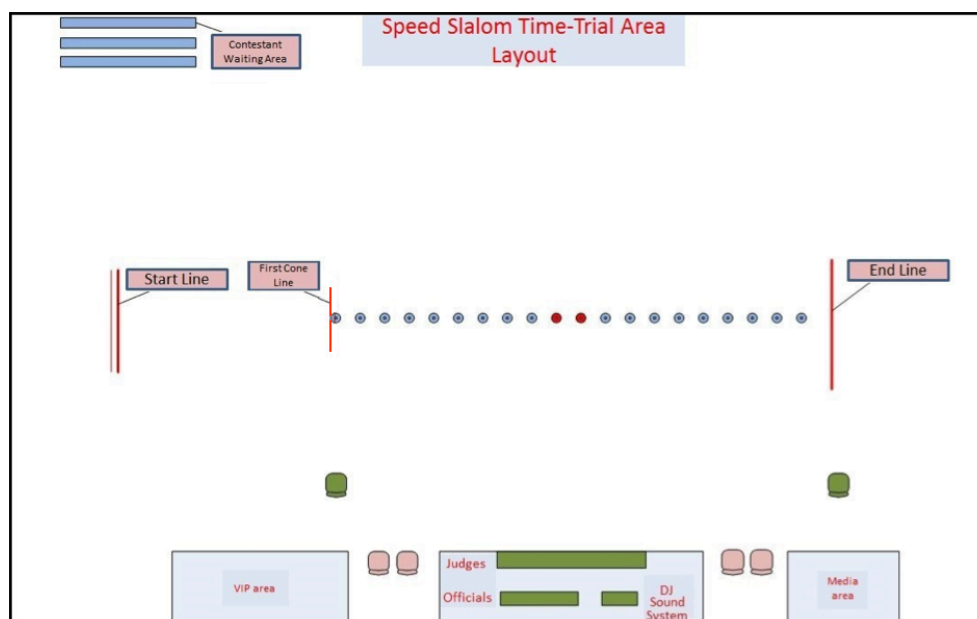 Speed Slalom Time-Trial Area
Layout
Contestant
Waiting Area
Start Line
First Cone
Line
End Line
VIP area
Judges
Officials
DJ
Sound
System
Media
area